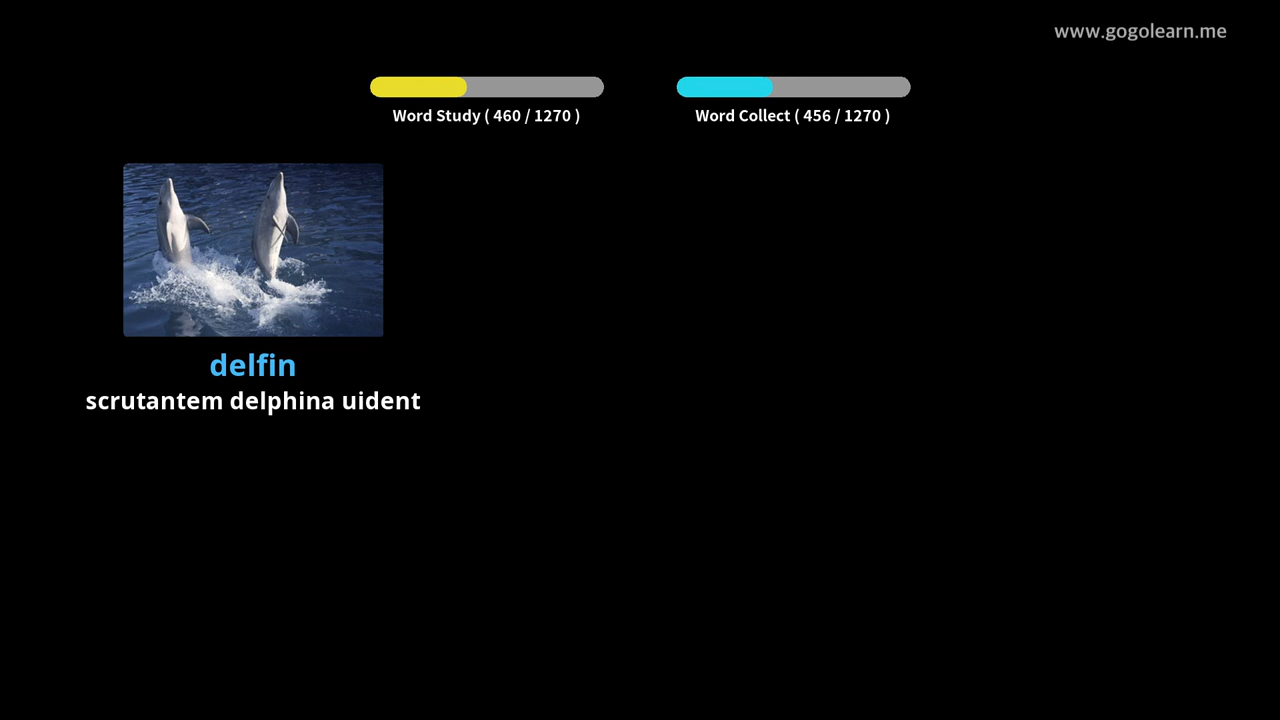 www.gogolearn.me
Word Study ( 460 / 1270 )
Word Collect ( 456 / 1270 )
delfin
scrutantem delphina uident